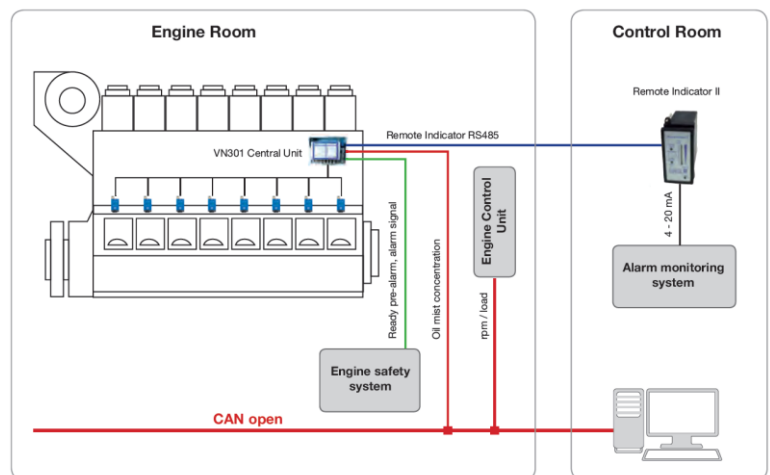 Engine Room
Control Room
Remote Indicator II
Remote Indicator RS485
VN301 Central Unit
Engine Control
Unit
4 - 20 mA
Ready pre-alarm, alarm signal
Oil mist concentration
rpm / load
Alarm monitoring
system
Engine safety
system
CAN open